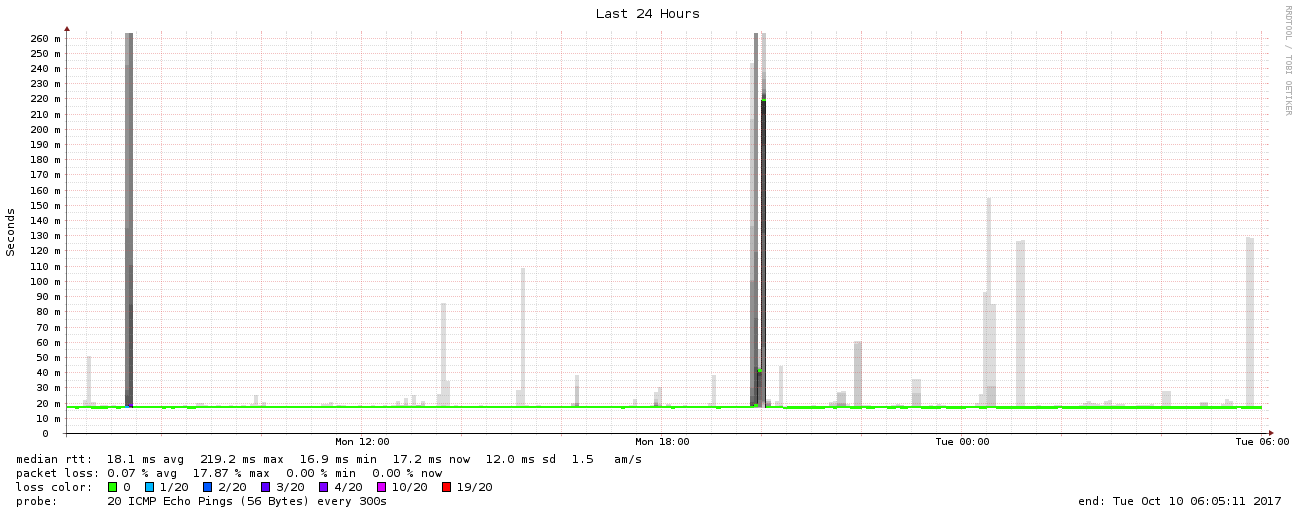 Last 24 Hours
RRDTOOL / TOBI OETIKER
Seconds
260 m
250 m
240 m
230 m
220 m
210 m
200 m
190 m
180 m
170 m
160 m
150 m
140 m
130 m
120 m
110 m
100 m
90 m
80 m
70 m
60 m
50 m
40 m
30 m
20 m
10 m
0
Mon 12:00 Mon 18:00 Tue 00:00 Tue 06:00
median rtt: 18.1 ms avg 219.2 ms max 16.9 ms min 17.2 ms now 12.0 ms sd 1.5 am/s
packet loss: 0.07 % avg 17.87 % max 0.00 % min 0.00 % now
loss color: 0 1/20 2/20 3/20 4/20 10/20 19/20
probe: 20 ICMP Echo Pings (56 Bytes) every 300s end: Tue Oct 10 06:05:11 2017